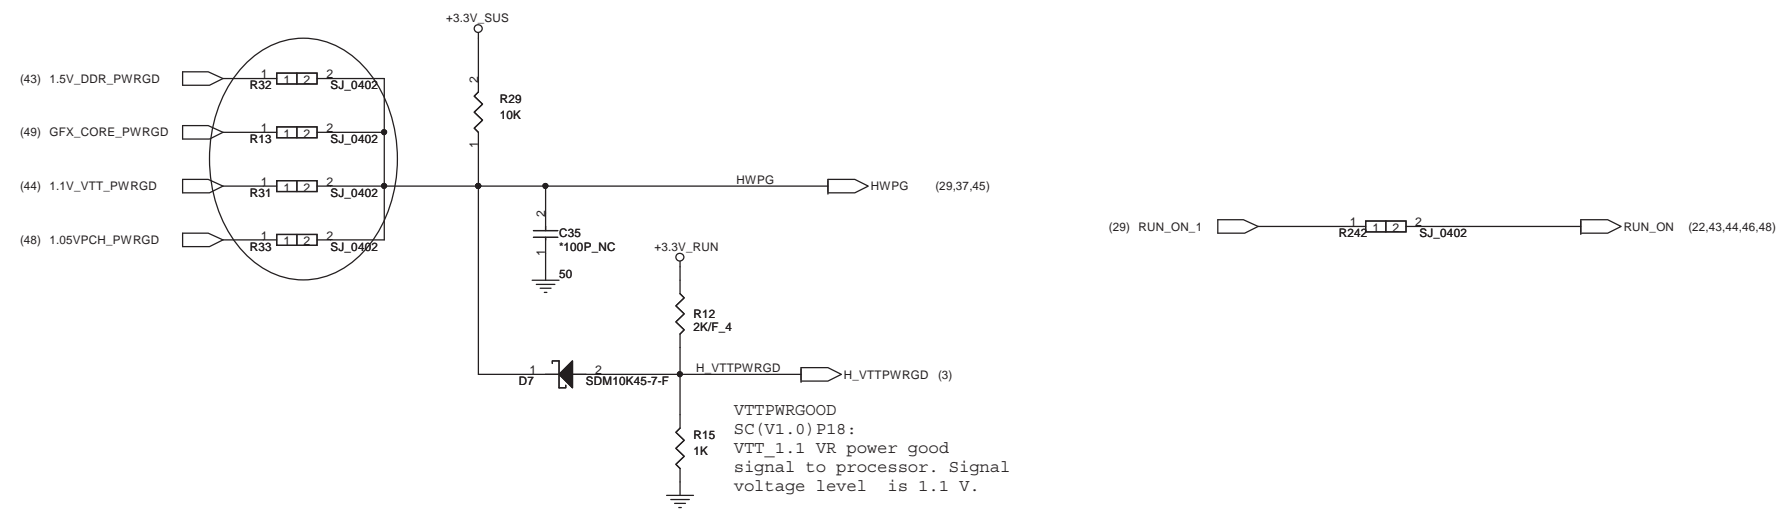 +3.3V_SUS
(43) 1.5V_DDR_PWRGD 1 R32 1 2 2 SJ_0402
2 R29 10K 1
(49) GFX_CORE_PWRGD 1 R13 1 2 2 SJ_0402
(44) 1.1V_VTT_PWRGD 1 R31 1 2 2 SJ_0402
HWPG HWPG (29,37,45)
(48) 1.05VPCH_PWRGD 1 R33 1 2 2 SJ_0402
2 C35
1 *100P_NC
50
+3.3V_RUN
R12
2K/F_4
1 D7 2 SDM10K45-7-F
H_VTTPWRGD H_VTTPWRGD (3)
R15
1K
VTTPWRGOOD
SC(V1.0)P18:
VTT_1.1 VR power good
signal to processor. Signal
voltage level is 1.1 V.
(29) RUN_ON_1 1 R242 1 2 2 SJ_0402 RUN_ON (22,43,44,46,48)